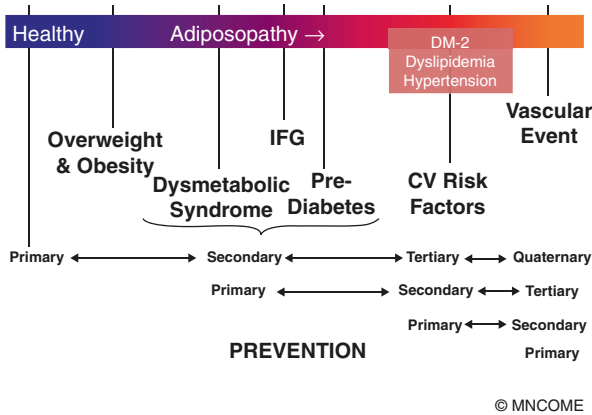 Healthy
Adiposopathy →
DM-2
Dyslipidemia
Hypertension
Vascular
Event
Overweight
& Obesity
IFG
Dysmetabolic
Syndrome
Pre-
Diabetes
CV Risk
Factors
Primary Secondary Tertiary Quaternary
Primary Secondary Tertiary
Primary Secondary
Primary
PREVENTION
© MNCOME